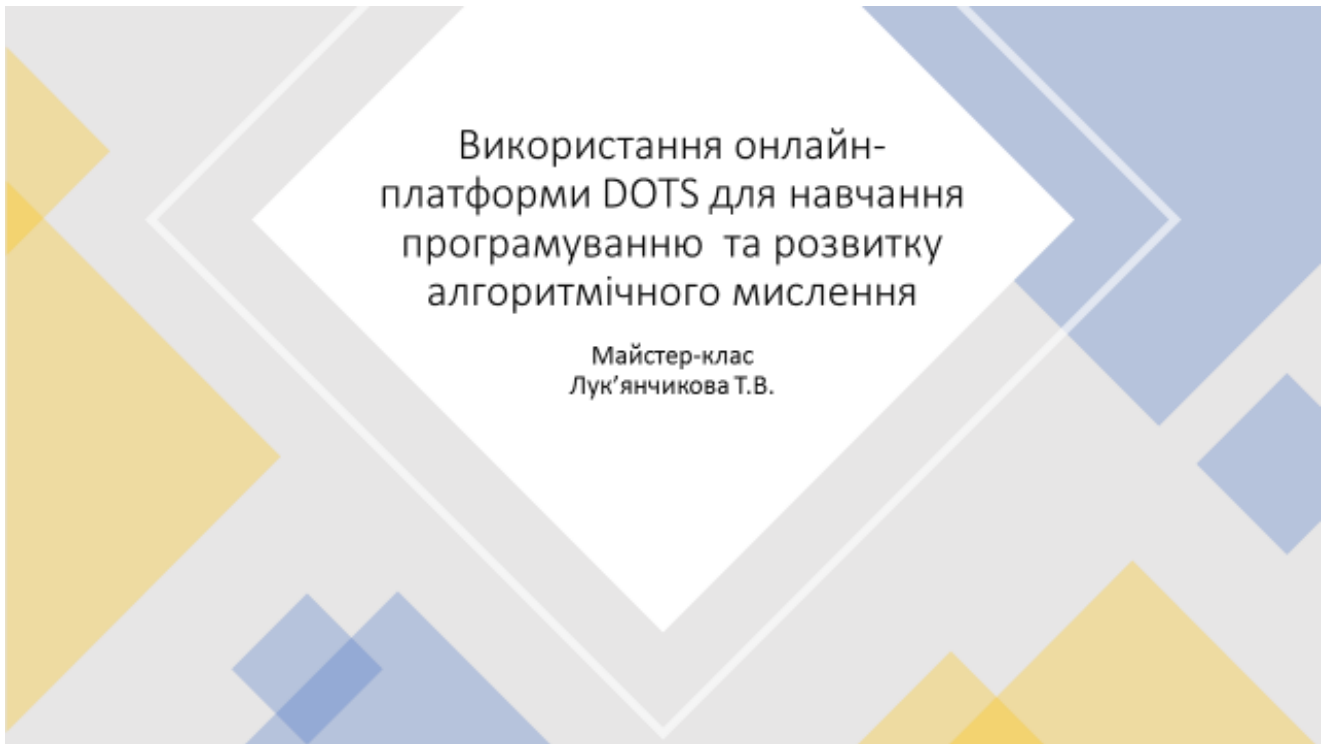 Використання онлайн-
платформи DOTS для навчання
програмуванню та розвитку
алгоритмічного мислення
Майстер-клас
Лук’янчикова Т.В.